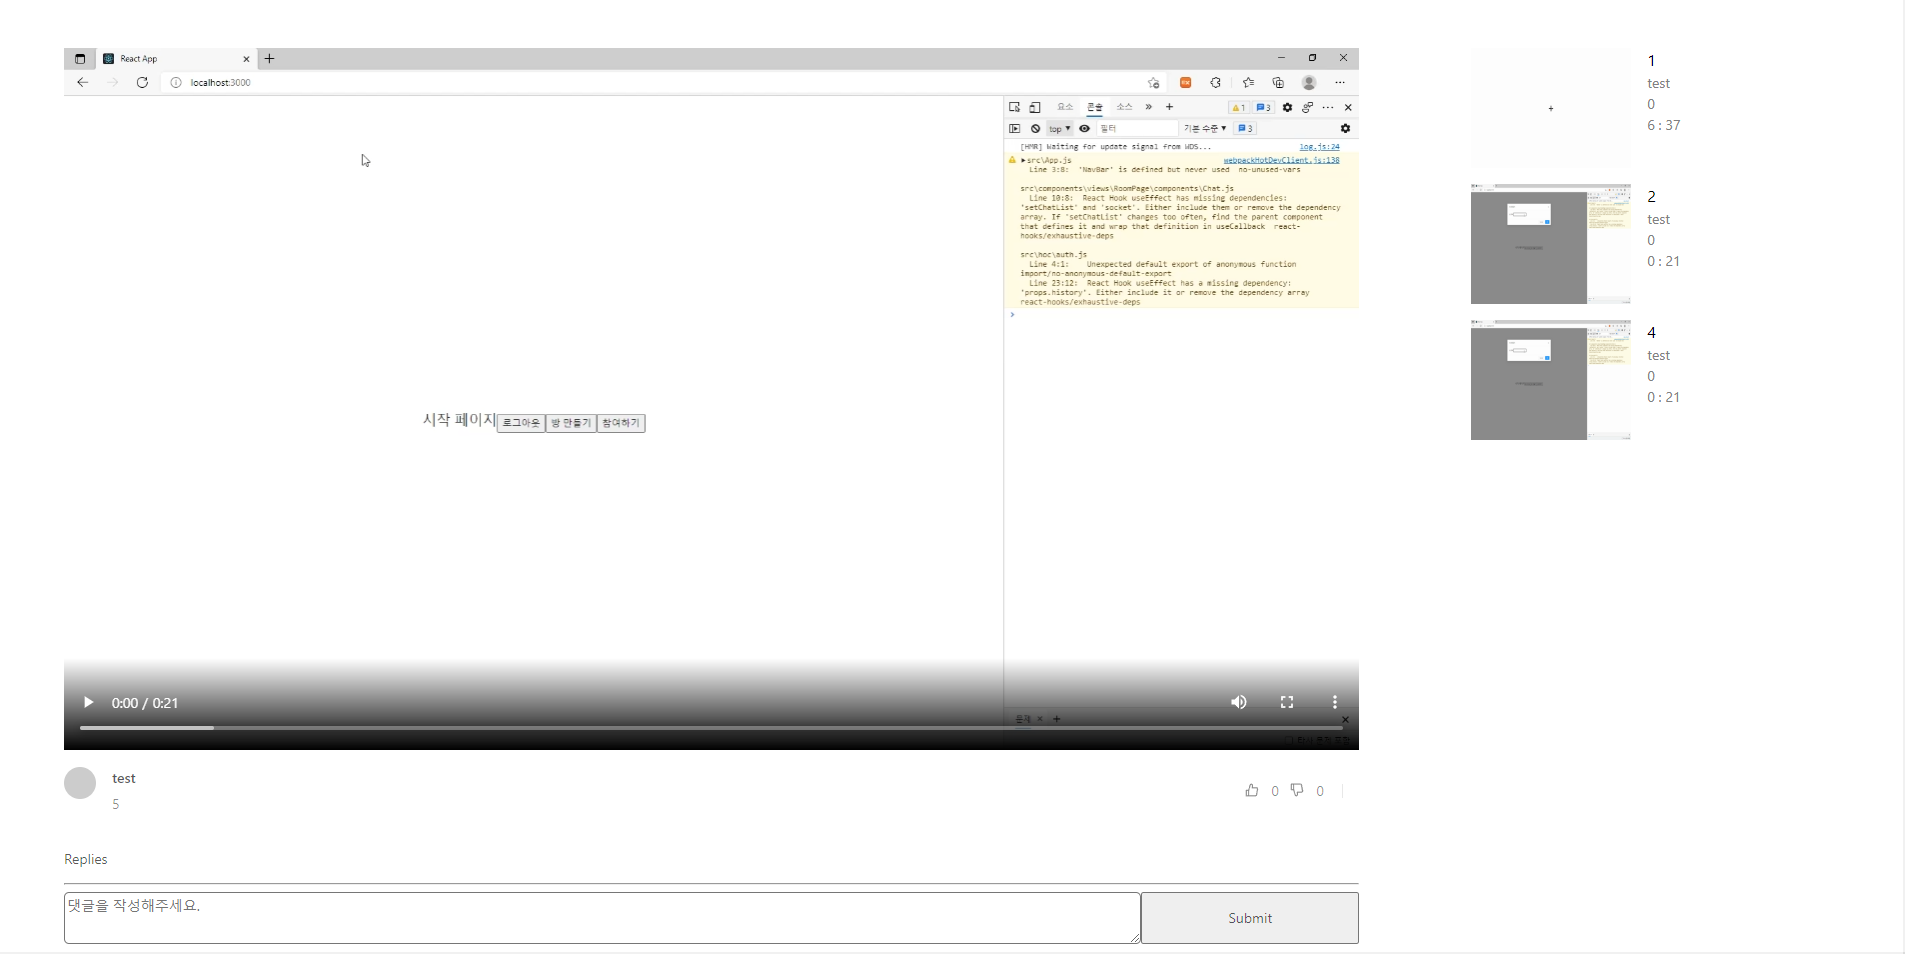 React App
localhost:3000
요소 콘솔 소스 » + 1 3
top 필터 기본 수준 3
[HMR] Waiting for update signal from WDS... log.js:24
src\App.js webpackHotDevClient.js:138
Line 3:8: 'NavBar' is defined but never used no-unused-vars
src\components\views\RoomPage\components\Chat.js
Line 10:8: React Hook useEffect has missing dependencies:
'setChatList' and 'socket'. Either include them or remove the dependency
array. If 'setChatList' changes too often, find the parent component
that defines it and wrap that definition in useCallback react-
hooks/exhaustive-deps
src\hoc\auth.js
Line 4:1: Unexpected default export of anonymous function
import/no-anonymous-default-export
Line 23:12: React Hook useEffect has a missing dependency:
'props.history'. Either include it or remove the dependency array
react-hooks/exhaustive-deps
시작 페이지 로그아웃 방 만들기 참여하기
문제
0:00 / 0:21
test
5
0 0
Replies
댓글을 작성해주세요.
Submit
1
test
0
6 : 37
2
test
0
0 : 21
4
test
0
0 : 21